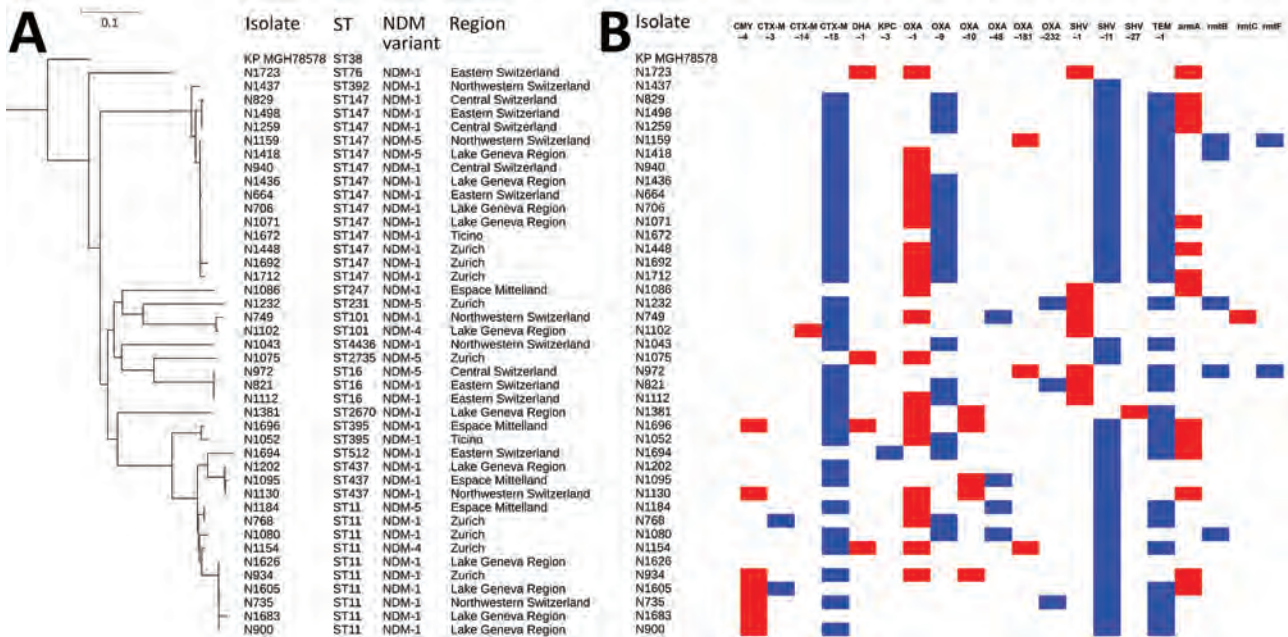 0.1
A
Isolate ST NDM variant Region
KP MGH78578 ST38
N1723 ST76 NDM-1 Eastern Switzerland
N1437 ST392 NDM-1 Northwestern Switzerland
N829 ST147 NDM-1 Central Switzerland
N1498 ST147 NDM-1 Eastern Switzerland
N1259 ST147 NDM-1 Central Switzerland
N1159 ST147 NDM-5 Northwestern Switzerland
N1418 ST147 NDM-5 Lake Geneva Region
N940 ST147 NDM-1 Central Switzerland
N1436 ST147 NDM-1 Lake Geneva Region
N664 ST147 NDM-1 Eastern Switzerland
N706 ST147 NDM-1 Lake Geneva Region
N1071 ST147 NDM-1 Lake Geneva Region
N1672 ST147 NDM-1 Ticino
N1448 ST147 NDM-1 Zurich
N1692 ST147 NDM-1 Zurich
N1712 ST147 NDM-1 Zurich
N1086 ST247 NDM-1 Espace Mittelland
N1232 ST231 NDM-5 Zurich
N749 ST101 NDM-1 Northwestern Switzerland
N1102 ST101 NDM-4 Lake Geneva Region
N1043 ST4436 NDM-1 Northwestern Switzerland
N1075 ST2735 NDM-5 Zurich
N972 ST16 NDM-5 Central Switzerland
N821 ST16 NDM-1 Eastern Switzerland
N1112 ST16 NDM-1 Eastern Switzerland
N1381 ST2670 NDM-1 Lake Geneva Region
N1696 ST395 NDM-1 Espace Mittelland
N1052 ST395 NDM-1 Ticino
N1694 ST512 NDM-1 Eastern Switzerland
N1202 ST437 NDM-1 Lake Geneva Region
N1095 ST437 NDM-1 Espace Mittelland
N1130 ST437 NDM-1 Northwestern Switzerland
N1184 ST11 NDM-5 Espace Mittelland
N768 ST11 NDM-1 Zurich
N1080 ST11 NDM-1 Zurich
N1154 ST11 NDM-4 Zurich
N1626 ST11 NDM-1 Lake Geneva Region
N934 ST11 NDM-1 Zurich
N1605 ST11 NDM-1 Lake Geneva Region
N735 ST11 NDM-1 Northwestern Switzerland
N1683 ST11 NDM-1 Lake Geneva Region
N900 ST11 NDM-1 Lake Geneva Region
B
Isolate CMY -4 CTX-M -3 CTX-M -14 CTX-M -15 DHA -1 KPC -3 OXA -1 OXA -9 OXA -10 OXA -48 OXA -181 OXA -232 SHV -1 SHV -11 SHV -27 TEM -1 armA rmtB rmtC rmtF
KP MGH78578
N1723
N1437
N829
N1498
N1259
N1159
N1418
N940
N1436
N664
N706
N1071
N1672
N1448
N1692
N1712
N1086
N1232
N749
N1102
N1043
N1075
N972
N821
N1112
N1381
N1696
N1052
N1694
N1202
N1095
N1130
N1184
N768
N1080
N1154
N1626
N934
N1605
N735
N1683
N900